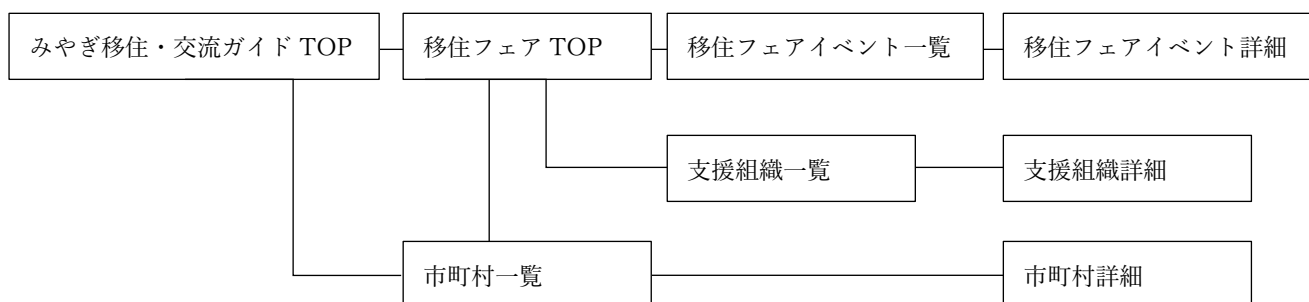 みやぎ移住・交流ガイド TOP
移住フェア TOP
移住フェアイベント一覧
移住フェアイベント詳細
支援組織一覧
支援組織詳細
市町村一覧
市町村詳細